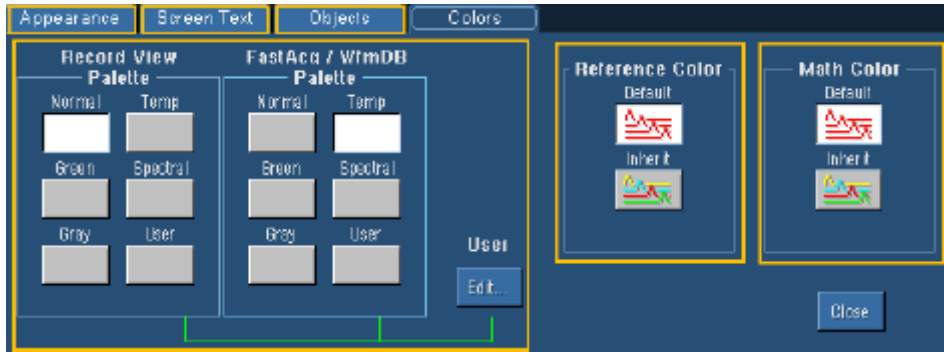 Appearance Screen Text Objects Colors
Record View
Palette
Normal Temp
Green Spectral
Gray User
FastAcq / WfmDB
Palette
Normal Temp
Green Spectral
Gray User
User
Edit...
Reference Color
Default
Inherit
Math Color
Default
Inherit
Close